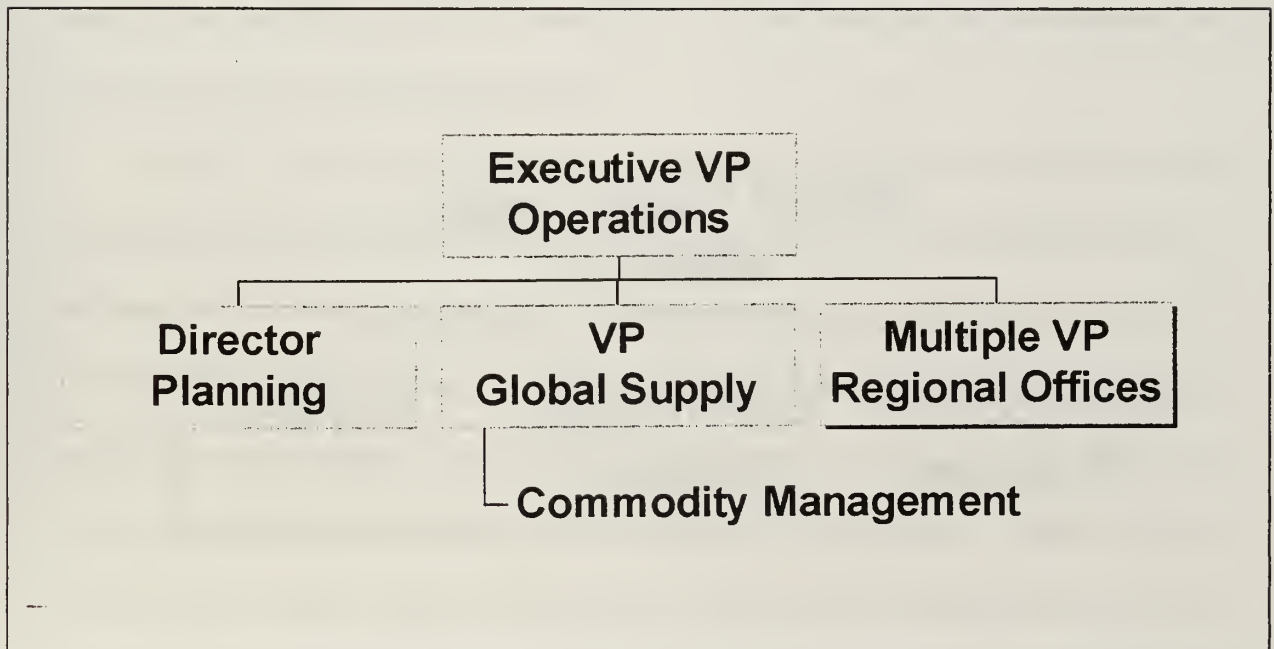 Executive VP
Operations
Director
Planning
VP
Global Supply
Multiple VP
Regional Offices
Commodity Management